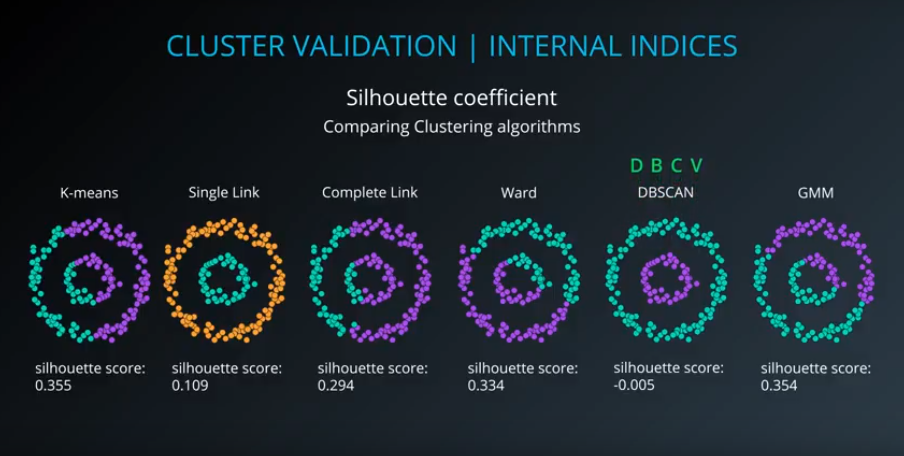 CLUSTER VALIDATION | INTERNAL INDICES
Silhouette coefficient
Comparing Clustering algorithms
D B C V
K-means
Single Link
Complete Link
Ward
DBSCAN
GMM
silhouette score:
0.355
silhouette score:
0.109
silhouette score:
0.294
silhouette score:
0.334
silhouette score:
-0.005
silhouette score:
0.354